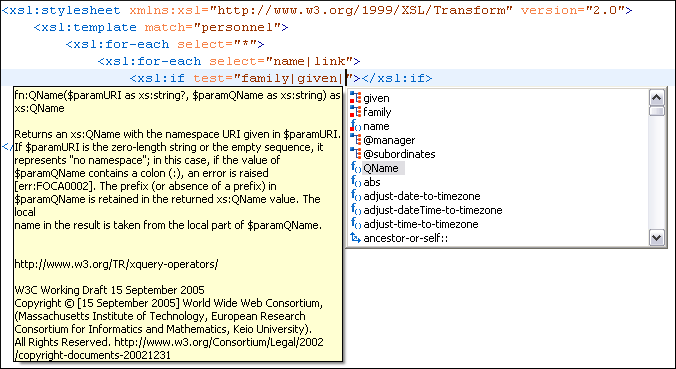 <xsl:stylesheet xmlns:xsl="http://www.w3.org/1999/XSL/Transform" version="2.0">
<xsl:template match="personnel">
<xsl:for-each select="*">
<xsl:for-each select="name|link">
<xsl:if test="family|given|"></xsl:if>
</
fn:QName($paramURI as xs:string?, $paramQName as xs:string) as
xs:QName
Returns an xs:QName with the namespace URI given in $paramURI.
If $paramURI is the zero-length string or the empty sequence, it
represents "no namespace"; in this case, if the value of
$paramQName contains a colon (:), an error is raised
[err:FOCA0002]. The prefix (or absence of a prefix) in
$paramQName is retained in the returned xs:QName value. The
local
name in the result is taken from the local part of $paramQName.
http://www.w3.org/TR/xquery-operators/
W3C Working Draft 15 September 2005
Copyright © [15 September 2005] World Wide Web Consortium,
(Massachusetts Institute of Technology, European Research
Consortium for Informatics and Mathematics, Keio University).
All Rights Reserved. http://www.w3.org/Consortium/Legal/2002
/copyright-documents-20021231
given
family
name
@manager
@subordinates
QName
abs
adjust-date-to-timezone
adjust-dateTime-to-timezone
adjust-time-to-timezone
ancestor-or-self::